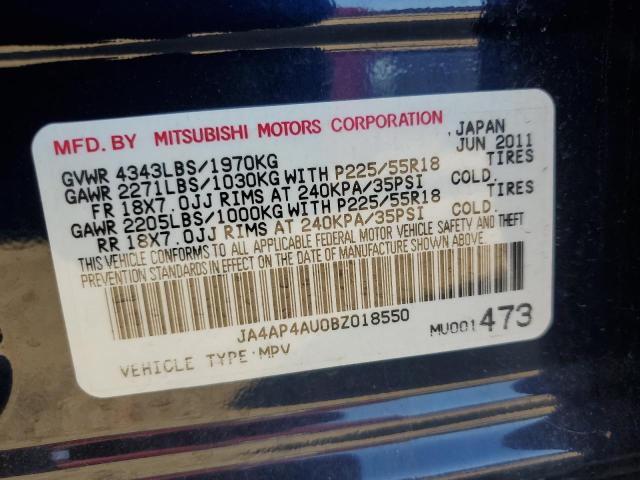 MFD. BY MITSUBISHI MOTORS CORPORATION JAPAN
GVWR 4343LBS/1970KG JUN 2011
GAWR 2271LBS/1030KG WITH P225/55R18 TIRES
FR 18X7.0JJ RIMS AT 240KPA/35PSI COLD.
GAWR 2205LBS/1000KG WITH P225/55R18 TIRES
RR 18X7.0JJ RIMS AT 240KPA/35PSI COLD.
THIS VEHICLE CONFORMS TO ALL APPLICABLE FEDERAL MOTOR VEHICLE SAFETY AND THEFT
PREVENTION STANDARDS IN EFFECT ON THE DATE OF MANUFACTURE SHOWN ABOVE.
JA4AP4AU0BZ018550
MU001473
VEHICLE TYPE:MPV